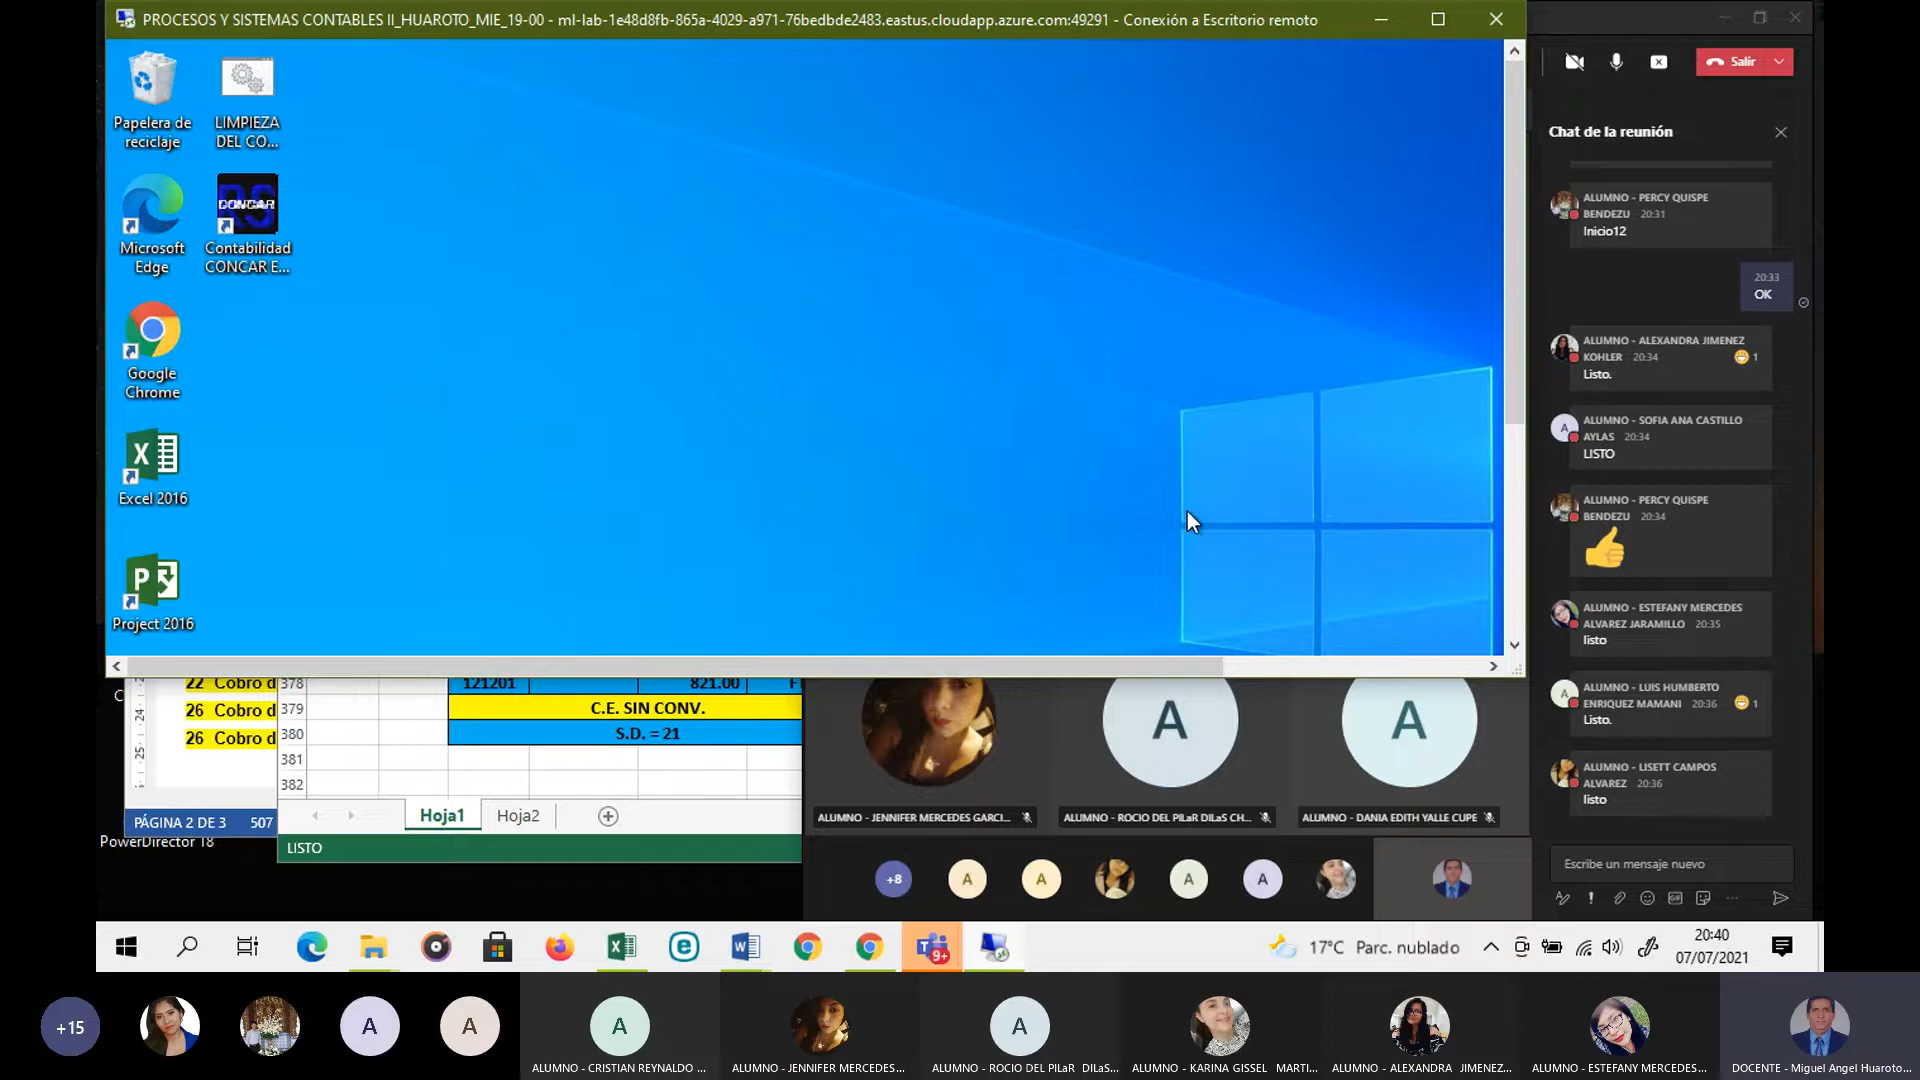 PROCESOS Y SISTEMAS CONTABLES II_HUAROTO_MIE_19-00 - ml-lab-1e48d8fb-865a-4029-a971-76bedbde2483.eastus.cloudapp.azure.com:49291 - Conexión a Escritorio remoto
Papelera de
reciclaje
LIMPIEZA
DEL CO...
Microsoft
Edge
CONCAR
Contabilidad
CONCAR E...
Google
Chrome
Excel 2016
Project 2016
Salir
Chat de la reunión
ALUMNO - PERCY QUISPE
BENDEZU 20:31
Inicio12
20:33
OK
ALUMNO - ALEXANDRA JIMENEZ
KOHLER 20:34
1
Listo.
A
ALUMNO - SOFIA ANA CASTILLO
AYLAS 20:34
LISTO
ALUMNO - PERCY QUISPE
BENDEZU 20:34
ALUMNO - ESTEFANY MERCEDES
ALVAREZ JARAMILLO 20:35
listo
A
ALUMNO - LUIS HUMBERTO
ENRIQUEZ MAMANI 20:36
1
Listo.
ALUMNO - LISETT CAMPOS
ALVAREZ 20:36
listo
Escribe un mensaje nuevo
22 Cobro d
26 Cobro d
26 Cobro d
24
25
PÁGINA 2 DE 3 507
PowerDirector 18
378 121201 821.00 F
379 C.E. SIN CONV.
380 S.D. = 21
381
382
Hoja1 Hoja2
LISTO
A
A
ALUMNO - JENNIFER MERCEDES GARCI...
ALUMNO - ROCIO DEL PILaR DILaS CH...
ALUMNO - DANIA EDITH YALLE CUPE
+8 A A A A
9+
17°C Parc. nublado
20:40
07/07/2021
+15 A A A A
ALUMNO - CRISTIAN REYNALDO ...
ALUMNO - JENNIFER MERCEDES...
ALUMNO - ROCIO DEL PILaR DILaS...
ALUMNO - KARINA GISSEL MARTI...
ALUMNO - ALEXANDRA JIMENEZ...
ALUMNO - ESTEFANY MERCEDES...
DOCENTE - Miguel Angel Huaroto...